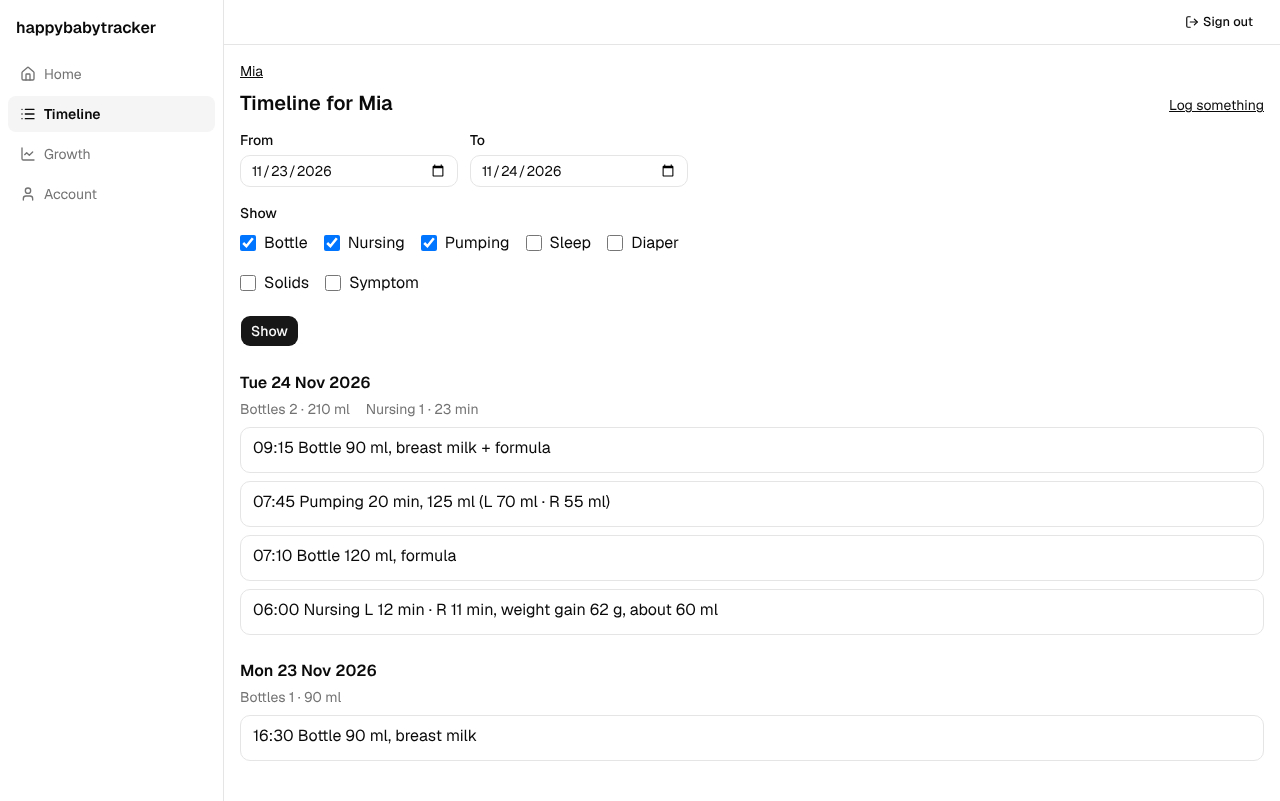 happybabytracker
Sign out
Home
Timeline
Growth
Account
Mia
Timeline for Mia
Log something
From
To
11/23/2026
11/24/2026
Show
Bottle Nursing Pumping Sleep Diaper
Solids Symptom
Show
Tue 24 Nov 2026
Bottles 2 · 210 ml Nursing 1 · 23 min
09:15 Bottle 90 ml, breast milk + formula
07:45 Pumping 20 min, 125 ml (L 70 ml · R 55 ml)
07:10 Bottle 120 ml, formula
06:00 Nursing L 12 min · R 11 min, weight gain 62 g, about 60 ml
Mon 23 Nov 2026
Bottles 1 · 90 ml
16:30 Bottle 90 ml, breast milk